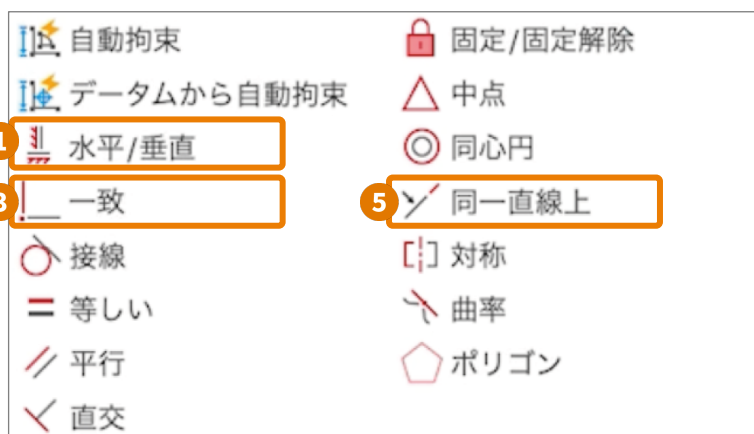 自動拘束
データムから自動拘束
1 水平/垂直
3 一致
接線
等しい
平行
直交
固定/固定解除
中点
同心円
5 同一直線上
対称
曲率
ポリゴン